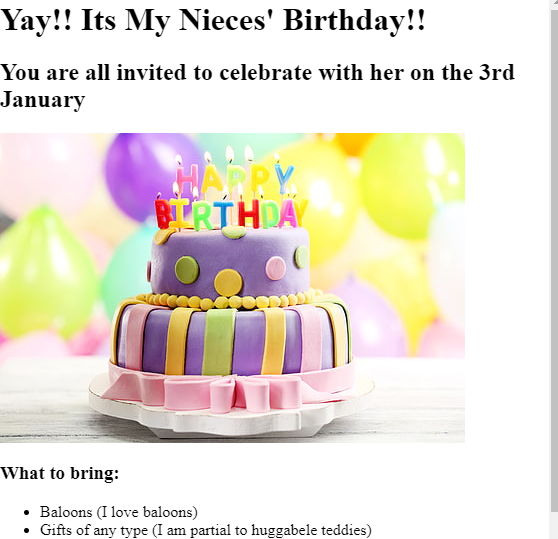 Yay!! Its My Nieces' Birthday!!
You are all invited to celebrate with her on the 3rd
January
HAPPY
BIRTHDAY
What to bring:
Baloons (I love baloons)
Gifts of any type (I am partial to huggabele teddies)